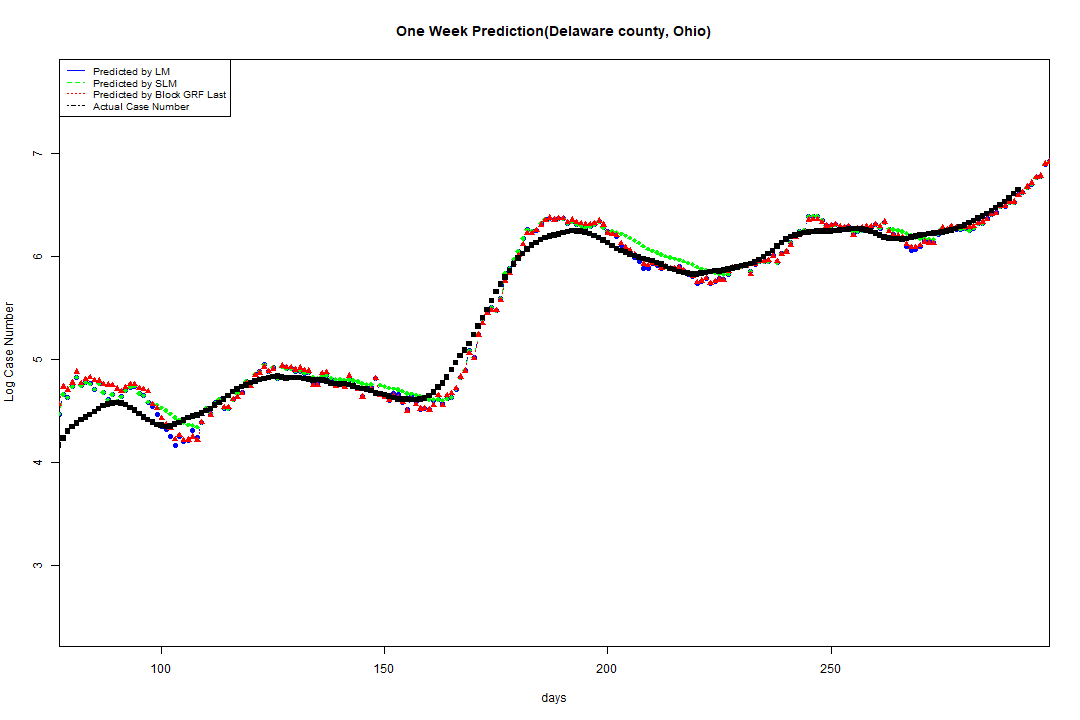 One Week Prediction(Delaware county, Ohio)
Predicted by LM
Predicted by SLM
Predicted by Block GRF Last
Actual Case Number
Log Case Number
7
6
5
4
3
100
150
200
250
days